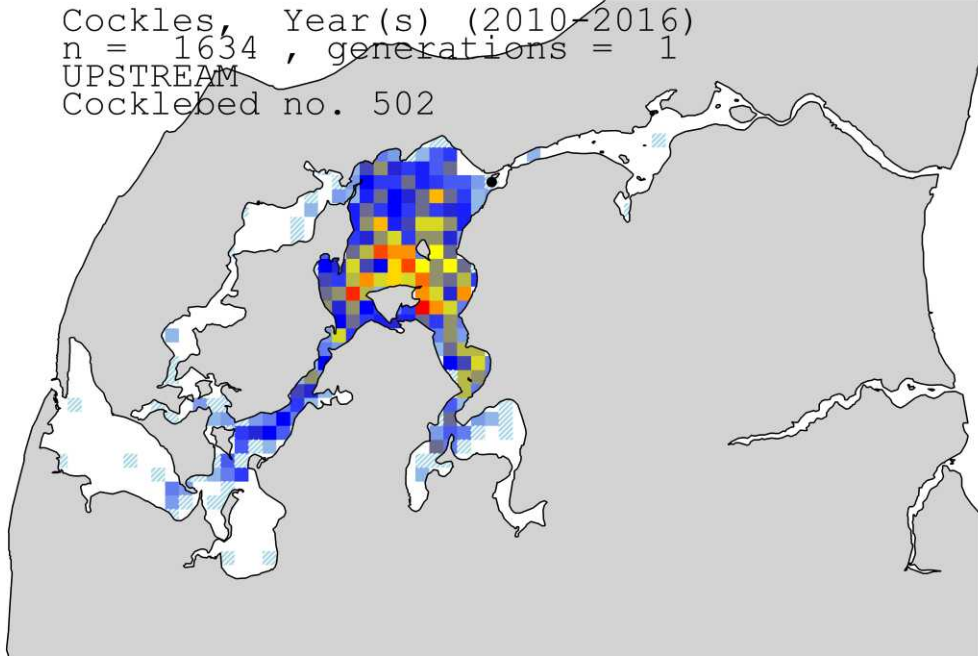 Cockles, Year(s) (2010-2016)
n = 1634 , generations = 1
UPSTREAM
Cocklebed no. 502